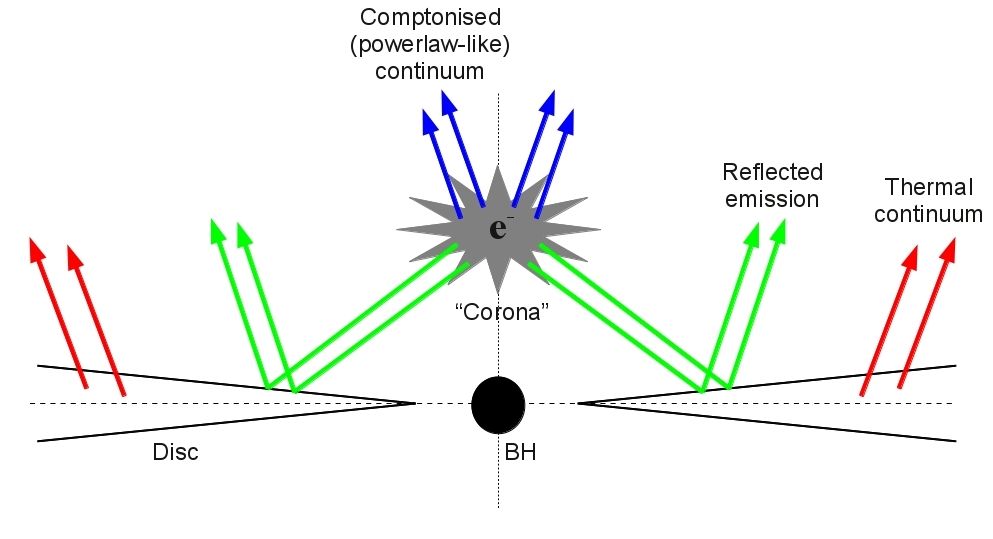 Comptonised
(powerlaw-like)
continuum
Reflected
emission
Thermal
continuum
e-
“Corona”
Disc
BH